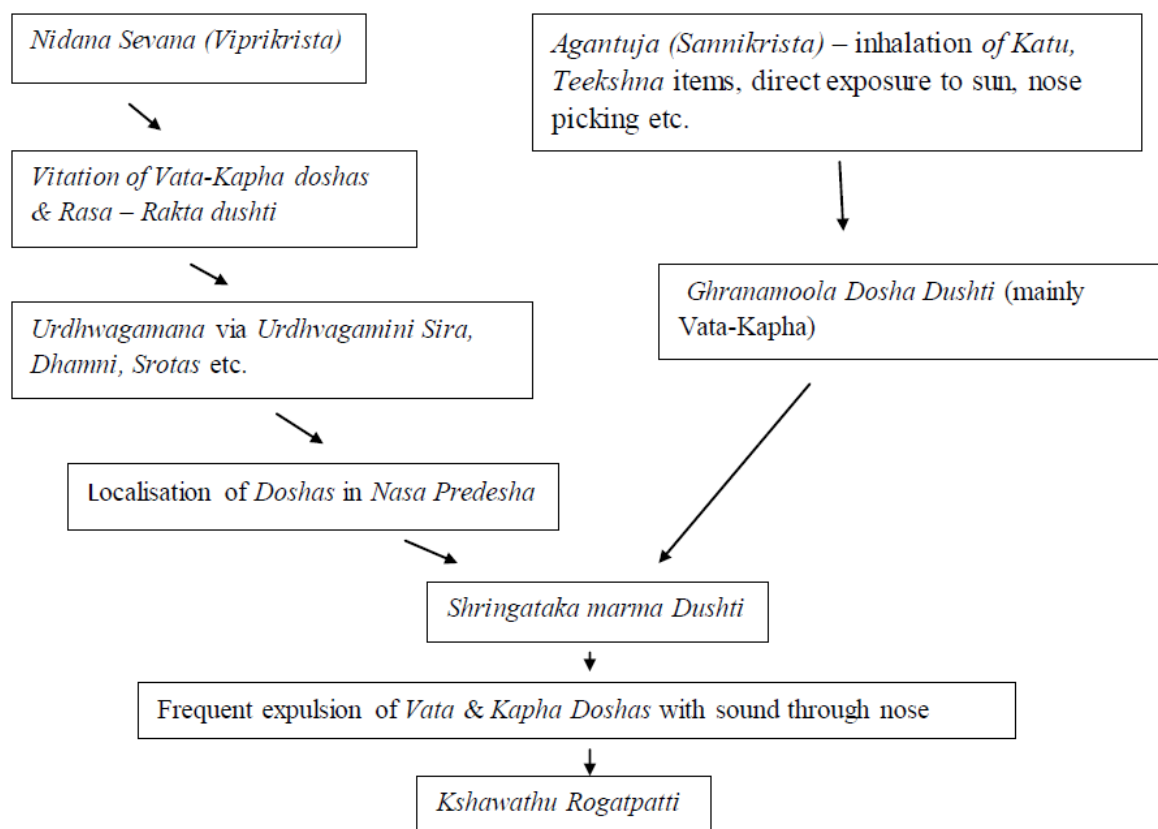 Nidana Sevana (Viprikrista)
Agantuja (Sannikrista) – inhalation of Katu,
Teekshna items, direct exposure to sun, nose
picking etc.
Vitation of Vata-Kapha doshas
& Rasa – Rakta dushti
Ghranamoola Dosha Dushti (mainly
Vata-Kapha)
Urdhwagamana via Urdhvagamini Sira,
Dhamni, Srotas etc.
Localisation of Doshas in Nasa Predesha
Shringataka marma Dushti
Frequent expulsion of Vata & Kapha Doshas with sound through nose
Kshawathu Rogatpatti